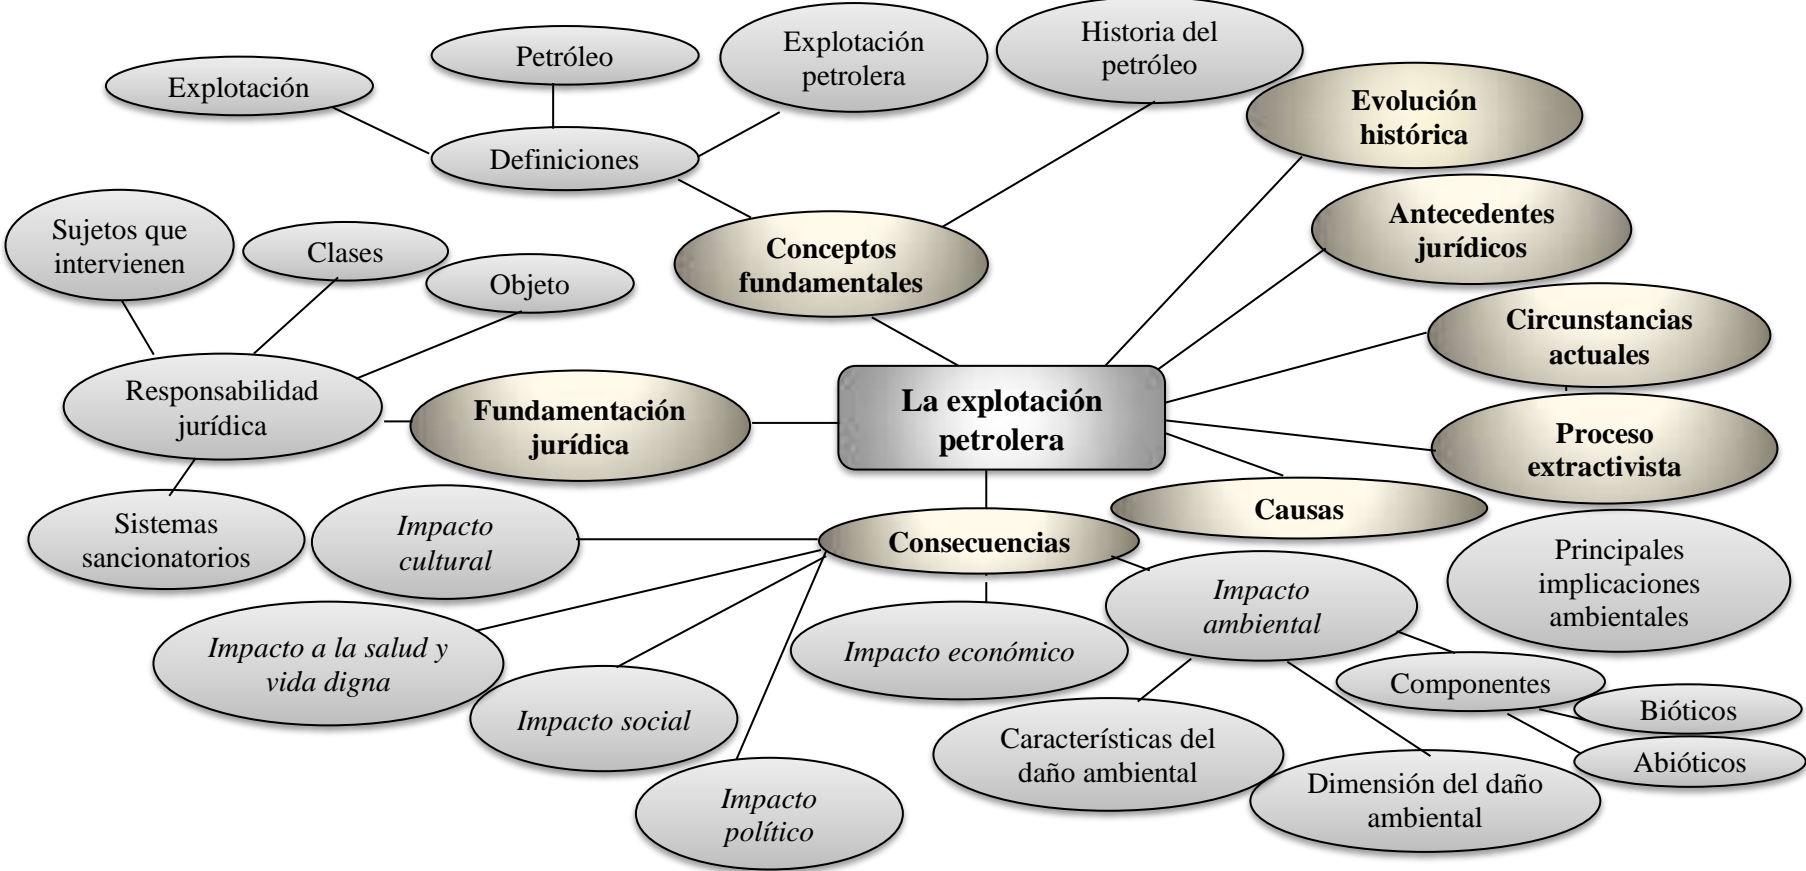 Historia del
petróleo
Explotación
petrolera
Petróleo
Explotación
Evolución
histórica
Definiciones
Antecedentes
jurídicos
Sujetos que
intervienen
Clases
Conceptos
fundamentales
Objeto
Circunstancias
actuales
Responsabilidad
jurídica
Fundamentación
jurídica
La explotación
petrolera
Proceso
extractivista
Causas
Sistemas
sancionatorios
Impacto
cultural
Consecuencias
Principales
implicaciones
ambientales
Impacto
ambiental
Impacto a la salud y
vida digna
Impacto económico
Componentes
Impacto social
Bióticos
Características del
daño ambiental
Abióticos
Dimensión del daño
ambiental
Impacto
político